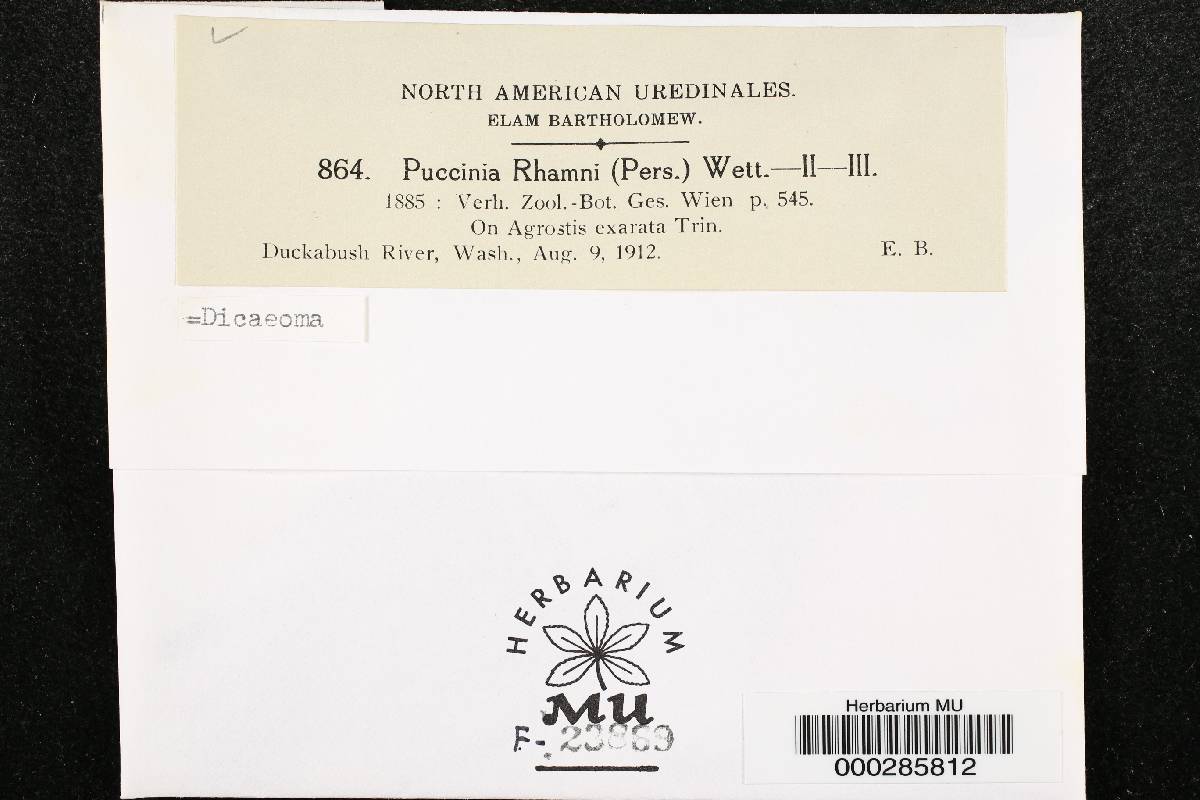 NORTH AMERICAN UREDINALES.
ELAM BARTHOLOMEW.
864. Puccinia Rhamni (Pers.) Wett.—II—III.
1885 : Verh. Zool.-Bot. Ges. Wien p. 545.
On Agrostis exarata Trin.
Duckabush River, Wash., Aug. 9, 1912. E. B.
=Dicaeoma
HERBARIUM
MU
F- 23869
Herbarium MU
000285812